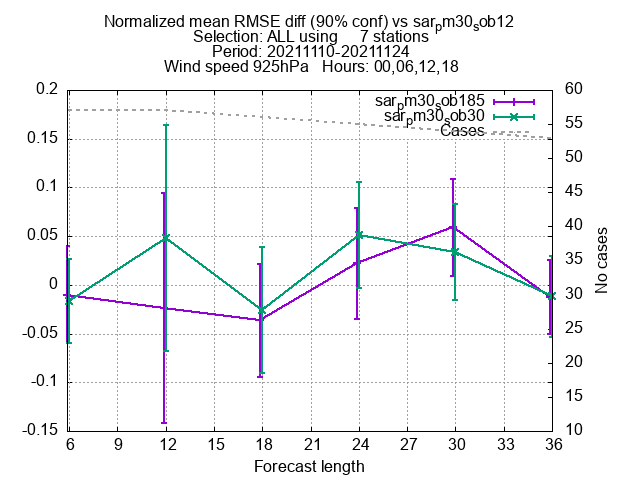 Normalized mean RMSE diff (90% conf) vs sarpm30sob12
Selection: ALL using 7 stations
Period: 20211110-20211124
Wind speed 925hPa Hours: 00,06,12,18
sarpm30sob185
sarpm30sob30
Cases
0.2
0.15
0.1
0.05
0
-0.05
-0.1
-0.15
60
55
50
45
40
35
30
25
20
15
10
No cases
6 9 12 15 18 21 24 27 30 33 36
Forecast length